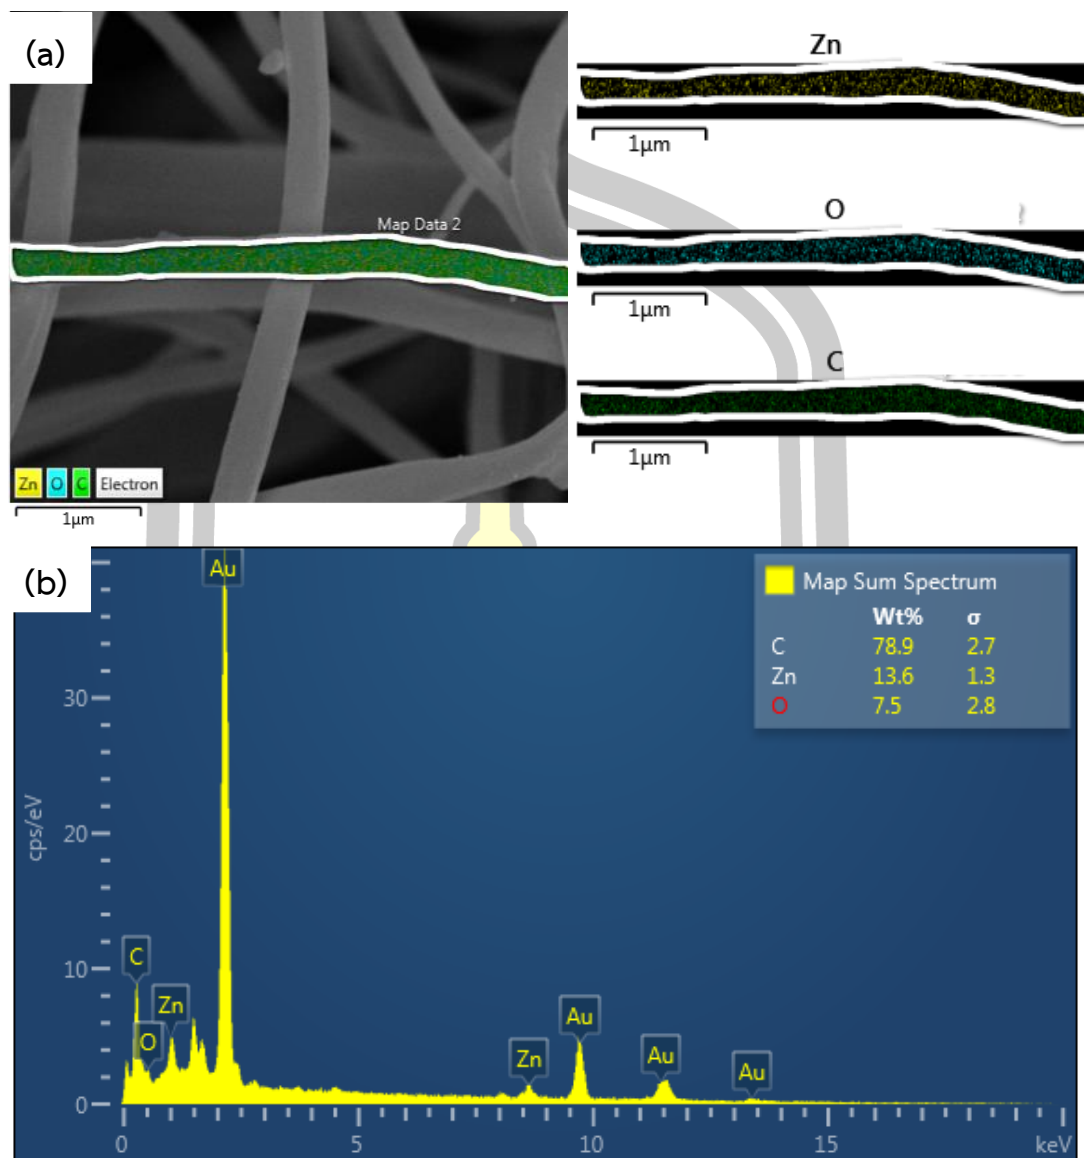 (a)
Map Data 2
Zn O C Electron
1μm
Zn
1μm
O
1μm
C
1μm
(b)
Au
Map Sum Spectrum
Wt% σ
C 78.9 2.7
Zn 13.6 1.3
O 7.5 2.8
cps/eV
30
20
10
0
C
O
Zn
Zn
Au
Au
Au
0 5 10 15 keV